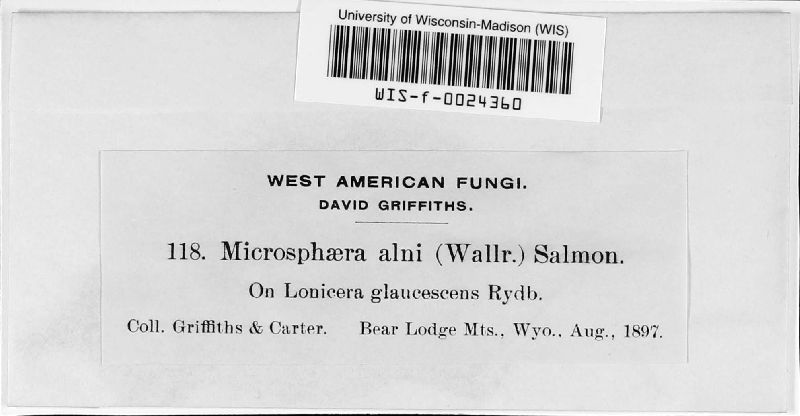 University of Wisconsin-Madison (WIS)
WIS-f-0024360
WEST AMERICAN FUNGI.
DAVID GRIFFITHS.
118. Microsphæra alni (Wallr.) Salmon.
On Lonicera glaucescens Rydb.
Coll. Griffiths & Carter. Bear Lodge Mts., Wyo., Aug., 1897.